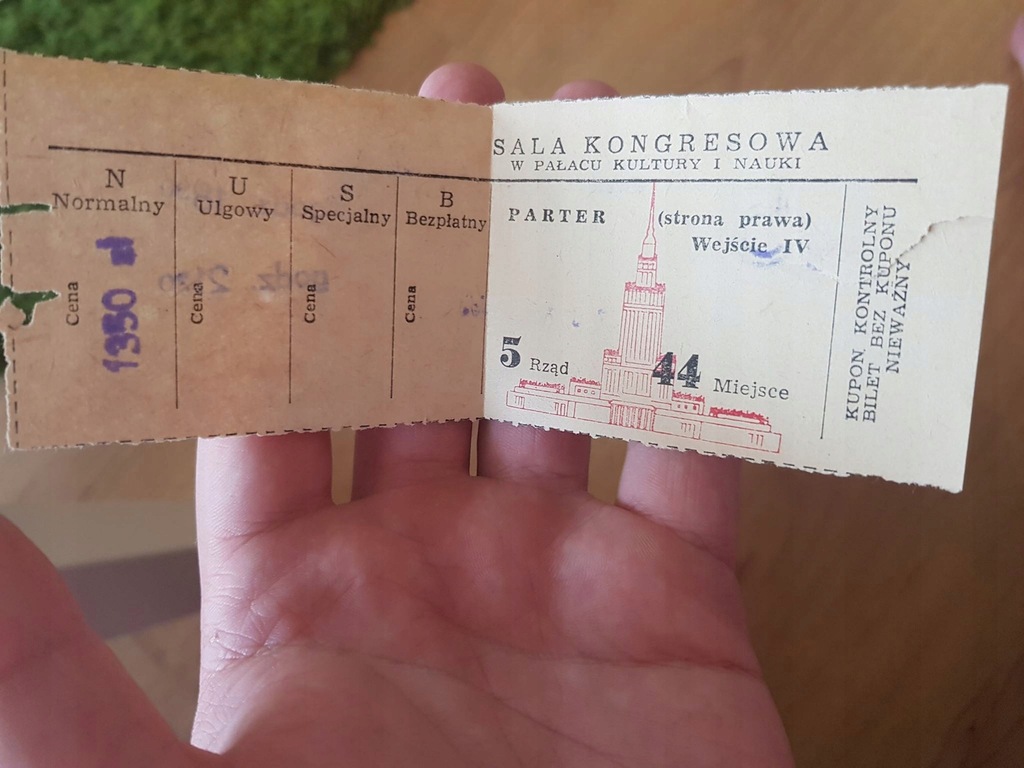 N
Normalny
Cena
1350 zł
U
Ulgowy
Cena
S
Specjalny
Cena
B
Bezpłatny
Cena
SALA KONGRESOWA
W PAŁACU KULTURY I NAUKI
PARTER (strona prawa)
Wejście IV
5 Rząd 44 Miejsce
KUPON KONTROLNY
BILET BEZ KUPONU
NIEWAŻNY